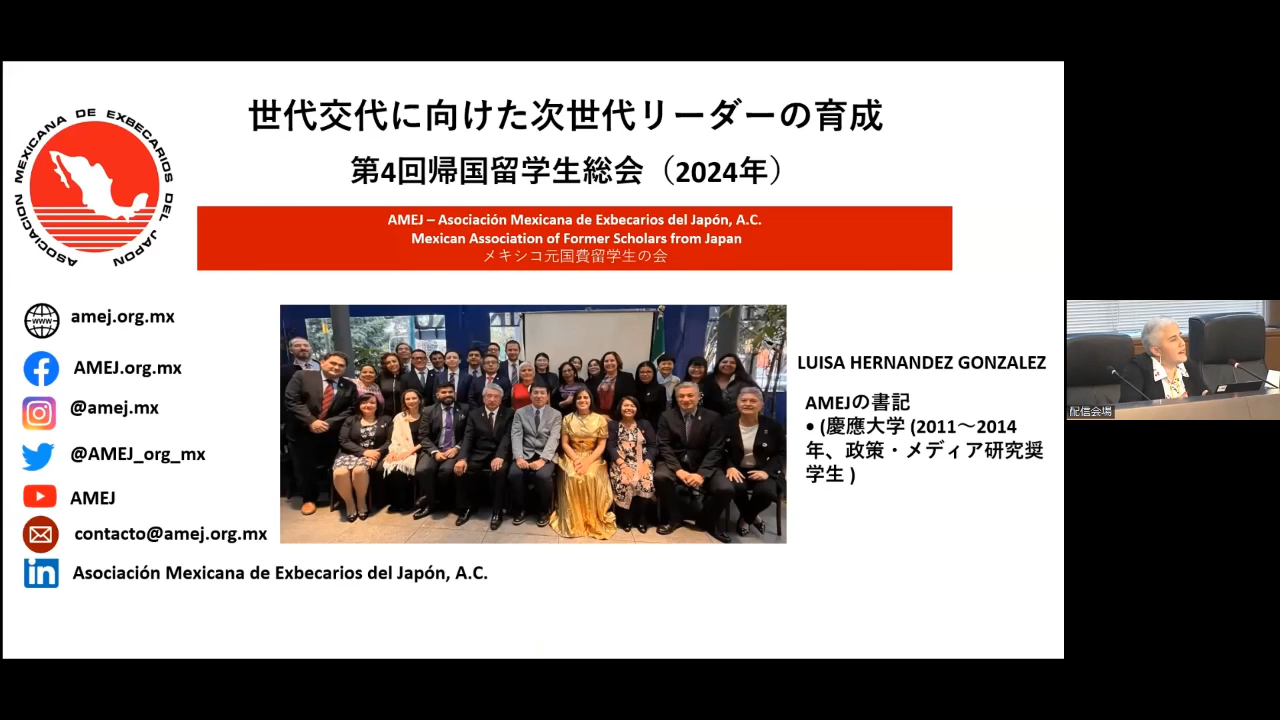 世代交代に向けた次世代リーダーの育成
第4回帰国留学生総会（2024年）
ASOCIACION MEXICANA DE EXBECARIOS DEL JAPON
AMEJ – Asociación Mexicana de Exbecarios del Japón, A.C.
Mexican Association of Former Scholars from Japan
メキシコ元国費留学生の会
www
amej.org.mx
AMEJ.org.mx
@amej.mx
@AMEJ_org_mx
AMEJ
contacto@amej.org.mx
in
Asociación Mexicana de Exbecarios del Japón, A.C.
LUISA HERNANDEZ GONZALEZ
AMEJの書記
• (慶應大学 (2011～2014
年、政策・メディア研究奨
学生 )
配信会場